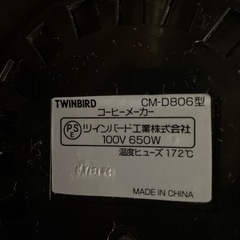 TWINBIRD CM-D806型
コーヒーメーカー
PS E ツインバード工業株式会社
100V 650W
温度ヒューズ 172℃
MADE IN CHINA